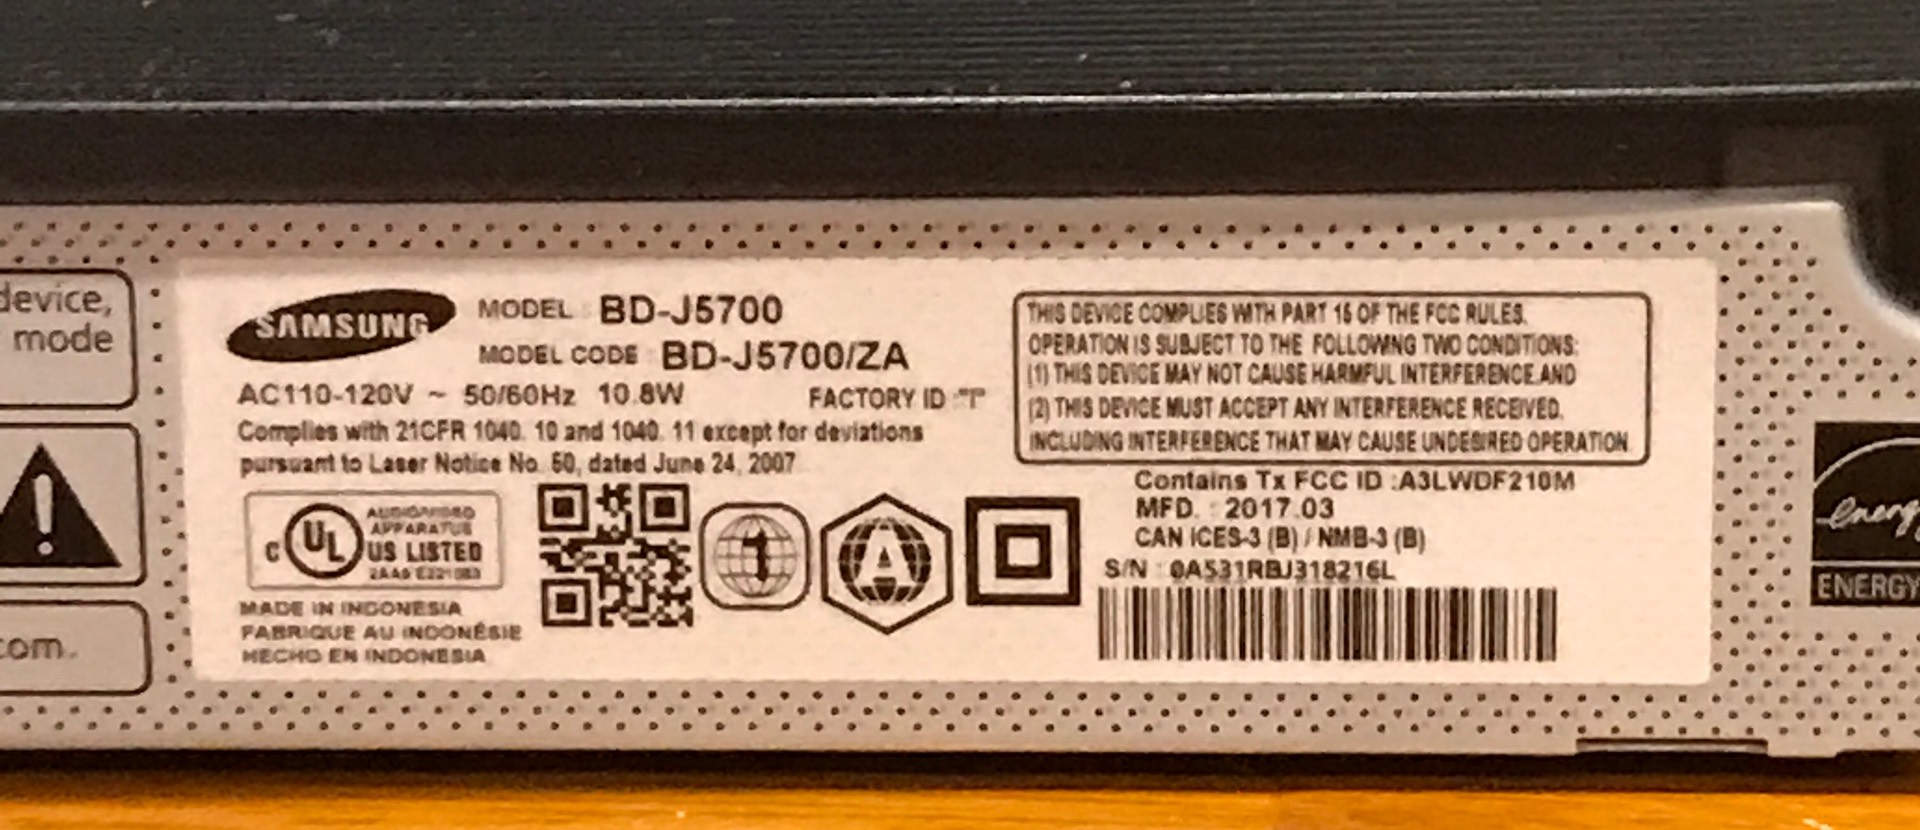 device,
mode
com.
SAMSUNG
MODEL : BD-J5700
MODEL CODE : BD-J5700/ZA
AC110-120V ~ 50/60Hz 10.8W FACTORY ID :"T"
Complies with 21CFR 1040. 10 and 1040. 11 except for deviations
pursuant to Laser Notice No. 50, dated June 24, 2007
C UL US LISTED
AUDIO/VIDEO
APPARATUS
MADE IN INDONESIA
FABRIQUE AU INDONÉSIE
HECHO EN INDONESIA
1
A
THIS DEVICE COMPLIES WITH PART 15 OF THE FCC RULES.
OPERATION IS SUBJECT TO THE FOLLOWING TWO CONDITIONS:
(1) THIS DEVICE MAY NOT CAUSE HARMFUL INTERFERENCE,AND
(2) THIS DEVICE MUST ACCEPT ANY INTERFERENCE RECEIVED,
INCLUDING INTERFERENCE THAT MAY CAUSE UNDESIRED OPERATION
Contains Tx FCC ID :A3LWDF210M
MFD. : 2017.03
CAN ICES-3 (B) / NMB-3 (B)
S/N : 0A531RBJ318216L
energy
ENERGY